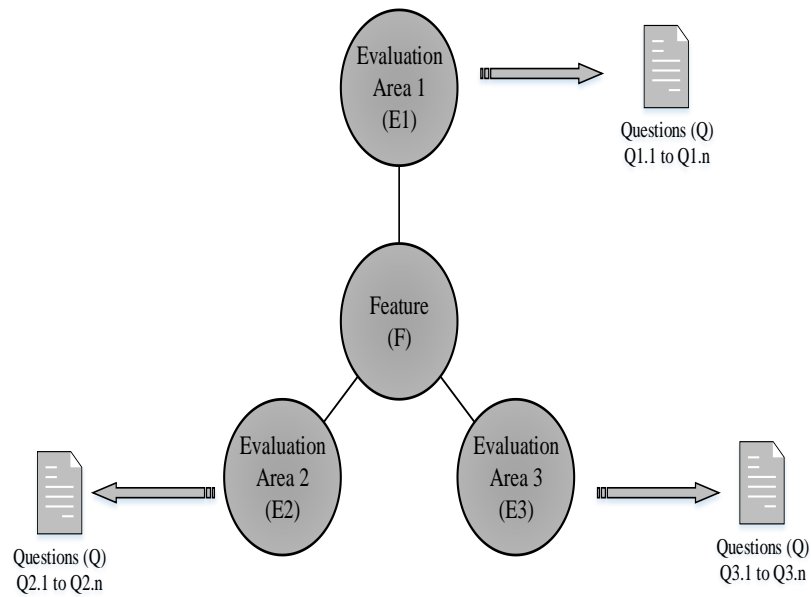 Evaluation
Area 1
(E1)
Questions (Q)
Q1.1 to Q1.n
Feature
(F)
Evaluation
Area 2
(E2)
Evaluation
Area 3
(E3)
Questions (Q)
Q2.1 to Q2.n
Questions (Q)
Q3.1 to Q3.n